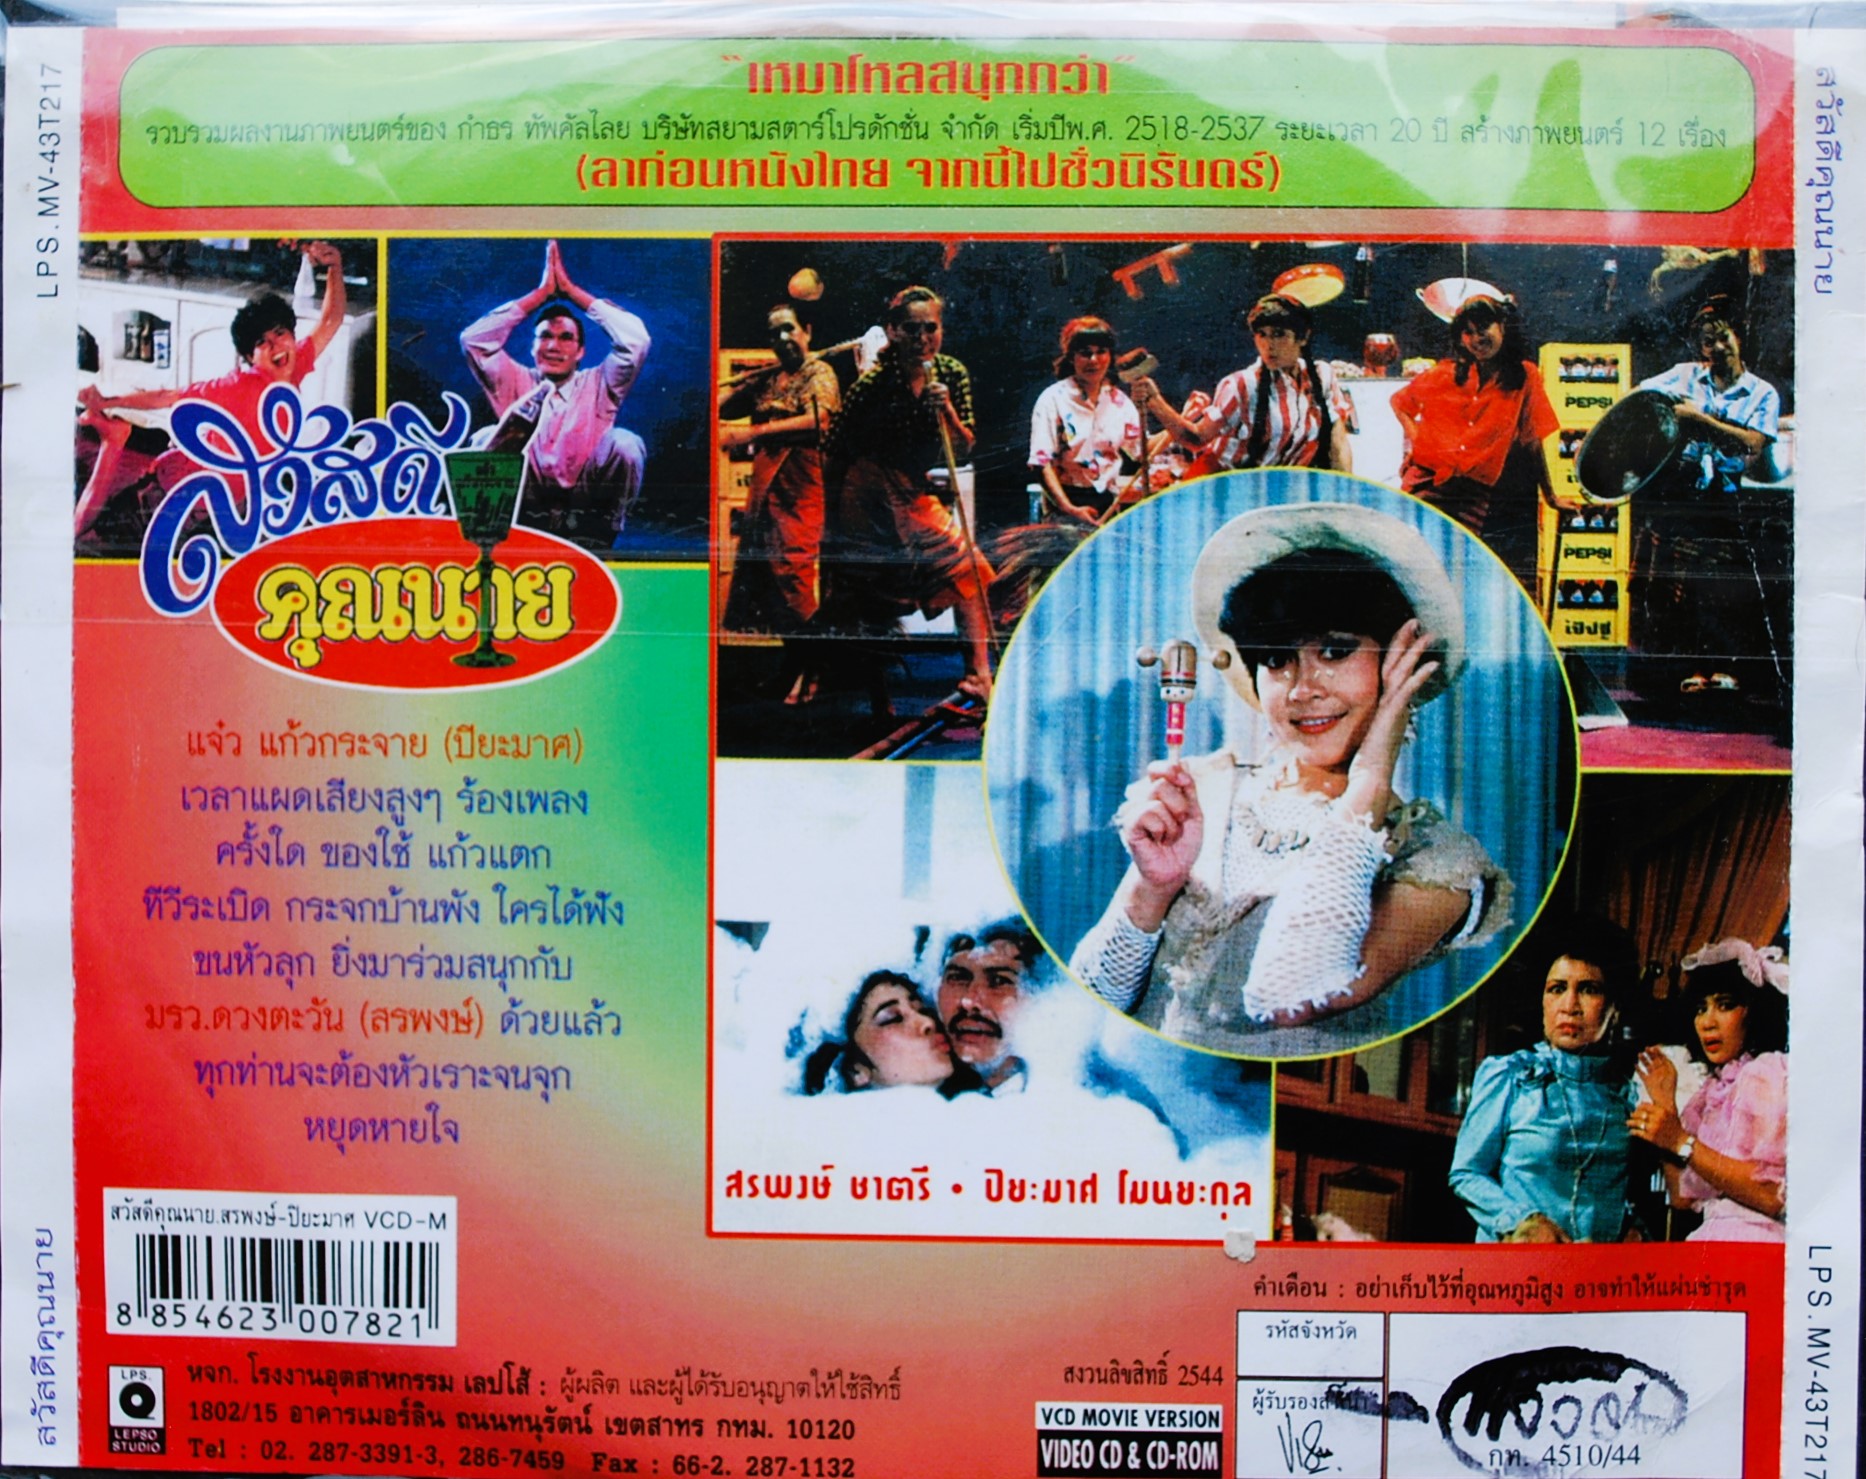 "เหมาโหลสนุกกว่า"
รวบรวมผลงานภาพยนตร์ของ กำธร ทัพคัลไลย บริษัทสยามสตาร์โปรดักชั่น จำกัด เริ่มปีพ.ศ. 2518-2537 ระยะเวลา 20 ปี สร้างภาพยนตร์ 12 เรื่อง
(ลาก่อนหนังไทย จากนี้ไปชั่วนิรันดร์)
LPS.MV-43T217
สวัสดีคุณนาย
สวัสดี
คุณนาย
PEPSI
PEPSI
เป๊ปซี่
แจ๋ว แก้วกระจาย (ปิยะมาศ)
เวลาแผดเสียงสูงๆ ร้องเพลง
ครั้งใด ของใช้ แก้วแตก
ทีวีระเบิด กระจกบ้านพัง ใครได้ฟัง
ขนหัวลุก ยิ่งมาร่วมสนุกกับ
มรว.ดวงตะวัน (สรพงษ์) ด้วยแล้ว
ทุกท่านจะต้องหัวเราะจนจุก
หยุดหายใจ
สรพงษ์ ชาตรี • ปิยะมาศ โมนยะกุล
สวัสดีคุณนาย.สรพงษ์-ปิยะมาศ VCD-M
8 854623 007821
คำเตือน : อย่าเก็บไว้ที่อุณหภูมิสูง อาจทำให้แผ่นชำรุด
รหัสจังหวัด
ผู้รับรองสำเนา
กท. 4510/44
LPS.
LEPSO
STUDIO
หจก. โรงงานอุตสาหกรรม เลปโส้ : ผู้ผลิต และผู้ได้รับอนุญาตให้ใช้สิทธิ์
1802/15 อาคารเมอร์ลิน ถนนทนุรัตน์ เขตสาทร กทม. 10120
Tel : 02. 287-3391-3, 286-7459 Fax : 66-2. 287-1132
สงวนลิขสิทธิ์ 2544
VCD MOVIE VERSION
VIDEO CD & CD-ROM
สวัสดีคุณนาย
LPS.MV-43T217